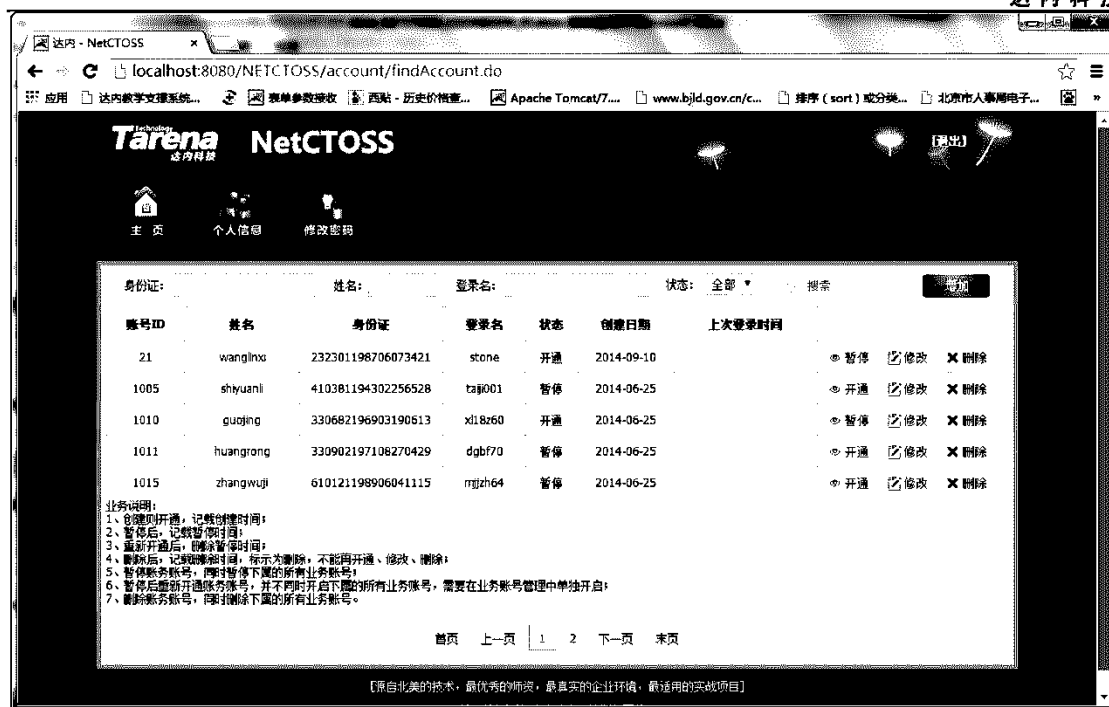 达内科技
达内 - NetCTOSS
localhost:8080/NETCTOSS/account/findAccount.do
应用 达内教学支撑系统... 表单参数接收 西贴 - 历史价格查... Apache Tomcat/7.... www.bjld.gov.cn/c... 排序（sort）或分类... 北京市人事局电子... »
Technology
Tarena NetCTOSS [退出]
达内科技
主 页 个人信息 修改密码
身份证: 姓名: 登录名: 状态: 全部 搜索 增加
账号ID 姓名 身份证 登录名 状态 创建日期 上次登录时间
21 wanglinxi 232301198706073421 stone 开通 2014-09-10 暂停 修改 删除
1005 shiyuanli 410381194302256528 taiji001 暂停 2014-06-25 开通 修改 删除
1010 guojing 330682196903190613 xl18z60 开通 2014-06-25 暂停 修改 删除
1011 huangrong 330902197108270429 dgbf70 暂停 2014-06-25 开通 修改 删除
1015 zhangwuji 610121198906041115 mjjzh64 暂停 2014-06-25 开通 修改 删除
业务说明:
1、创建则开通，记载创建时间；
2、暂停后，记载暂停时间；
3、重新开通后，删除暂停时间；
4、删除后，记载删除时间，标示为删除，不能再开通、修改、删除；
5、暂停账务账号，同时暂停下属的所有业务账号；
6、暂停后重新开通账务账号，并不同时开启下属的所有业务账号，需要在业务账号管理中单独开启；
7、删除账务账号，同时删除下属的所有业务账号。
首页 上一页 1 2 下一页 末页
[源自北美的技术，最优秀的师资，最真实的企业环境，最适用的实战项目]